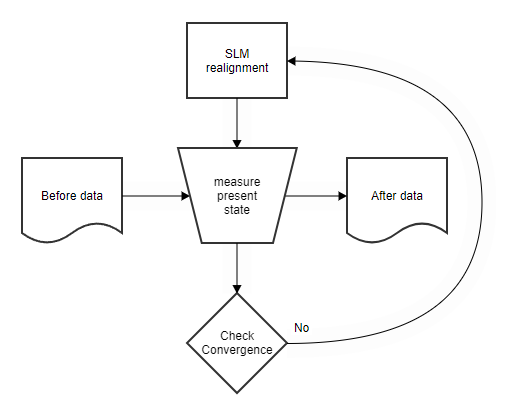 SLM
realignment
Before data
measure
present
state
After data
Check
Convergence
No